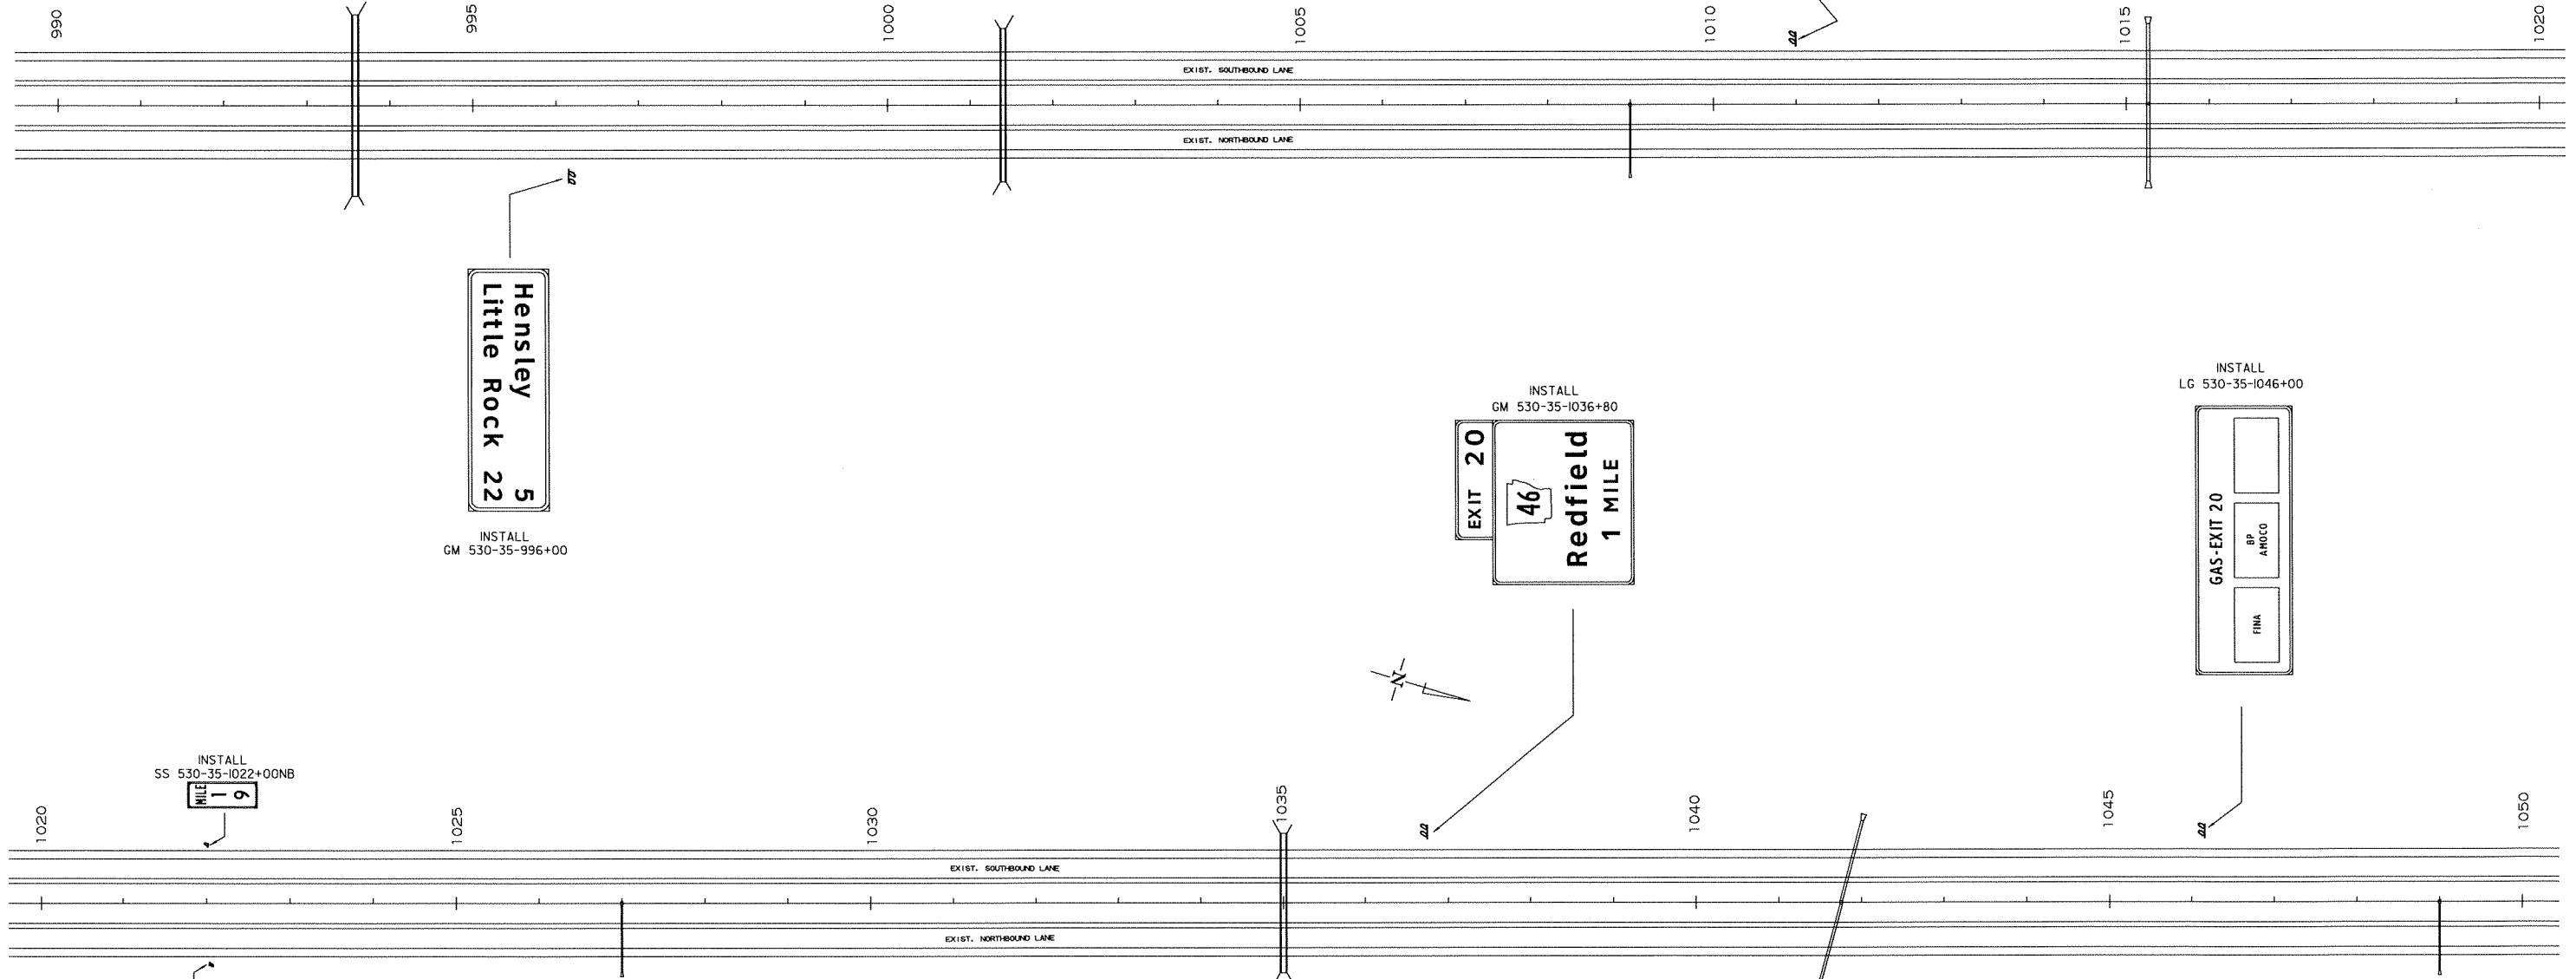 990
995
1000
1005
1010
1015
1020
EXIST. SOUTHBOUND LANE
EXIST. NORTHBOUND LANE
Hensley 5
Little Rock 22
INSTALL
GM 530-35-996+00
INSTALL
GM 530-35-1036+80
EXIT 20
46
Redfield
1 MILE
INSTALL
LG 530-35-1046+00
GAS-EXIT 20
BP
AMOCO
FINA
-N-
INSTALL
SS 530-35-1022+00NB
MILE
1
9
1020
1025
1030
1035
1040
1045
1050
EXIST. SOUTHBOUND LANE
EXIST. NORTHBOUND LANE